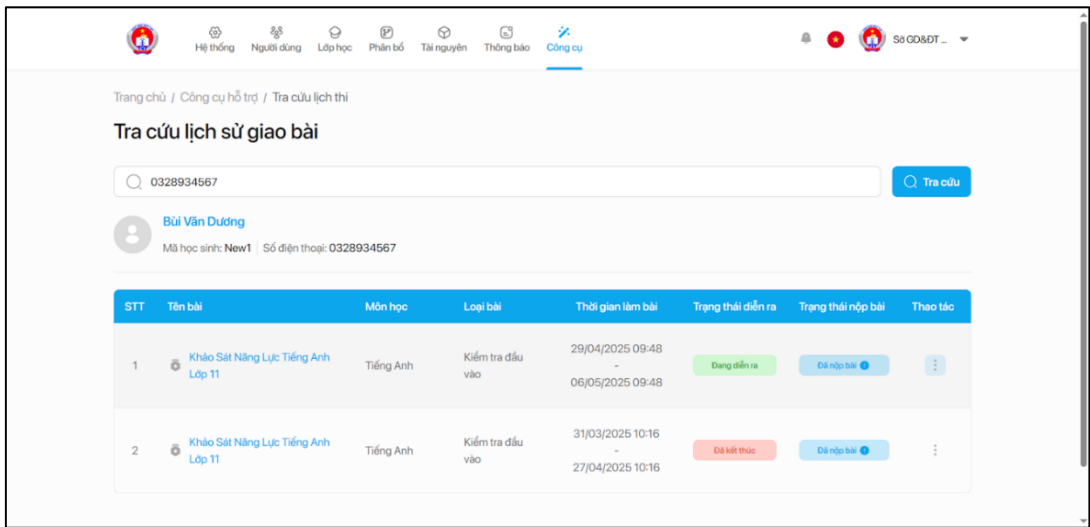 Hệ thống Người dùng Lớp học Phân bổ Tài nguyên Thông báo Công cụ Sở GD&ĐT ...
Trang chủ / Công cụ hỗ trợ / Tra cứu lịch thi
Tra cứu lịch sử giao bài
0328934567 Tra cứu
Bùi Văn Dương
Mã học sinh: New1 Số điện thoại: 0328934567
STT Tên bài Môn học Loại bài Thời gian làm bài Trạng thái diễn ra Trạng thái nộp bài Thao tác
1 Khảo Sát Năng Lực Tiếng Anh Lớp 11 Tiếng Anh Kiểm tra đầu vào 29/04/2025 09:48 - 06/05/2025 09:48 Đang diễn ra Đã nộp bài
2 Khảo Sát Năng Lực Tiếng Anh Lớp 11 Tiếng Anh Kiểm tra đầu vào 31/03/2025 10:16 - 27/04/2025 10:16 Đã kết thúc Đã nộp bài